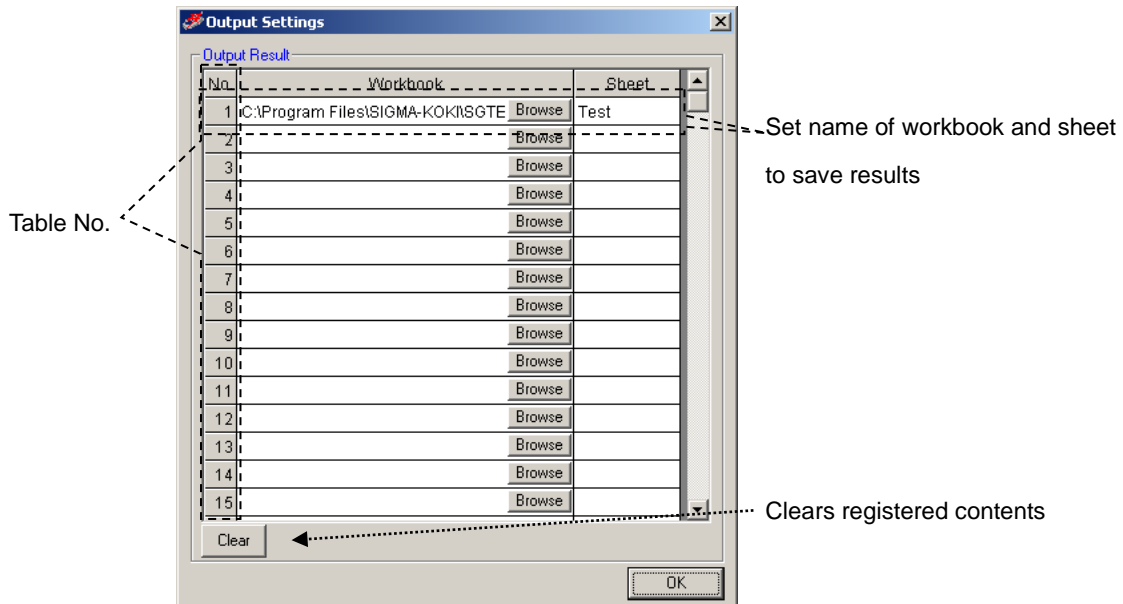 Output Settings
Output Result
No. Workbook Sheet
1 C:\Program Files\SIGMA-KOKI\SGTE Browse Test
2 Browse
3 Browse
4 Browse
5 Browse
6 Browse
7 Browse
8 Browse
9 Browse
10 Browse
11 Browse
12 Browse
13 Browse
14 Browse
15 Browse
Clear
OK
Table No.
Set name of workbook and sheet
to save results
Clears registered contents